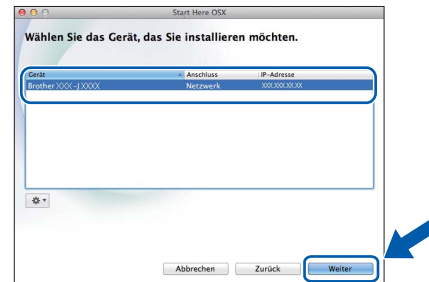 Start Here OSX
Wählen Sie das Gerät, das Sie installieren möchten.
Gerät Anschluss IP-Adresse
Brother XXX-JXXXX Netzwerk XXX.XXX.XX.XX
Abbrechen Zurück Weiter